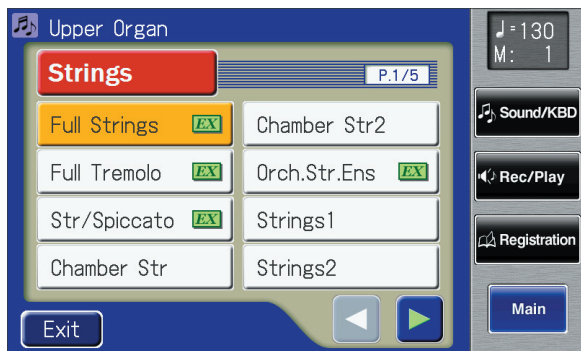 Upper Organ
Strings
P.1/5
Full Strings EX
Chamber Str2
Full Tremolo EX
Orch.Str.Ens EX
Str/Spiccato EX
Strings1
Chamber Str
Strings2
Exit
♩=130
M: 1
Sound/KBD
Rec/Play
Registration
Main